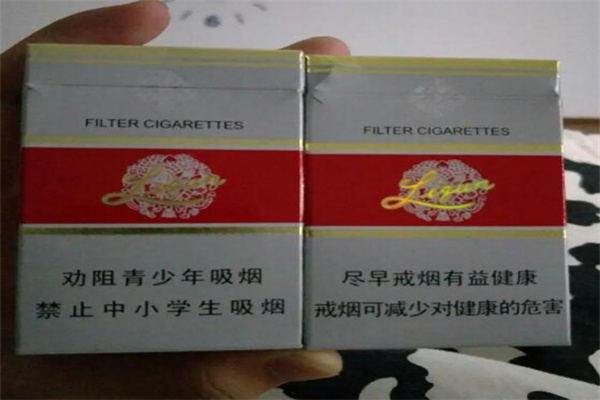 FILTER CIGARETTES
Liqun
劝阻青少年吸烟
禁止中小学生吸烟
FILTER CIGARETTES
Liqun
尽早戒烟有益健康
戒烟可减少对健康的危害